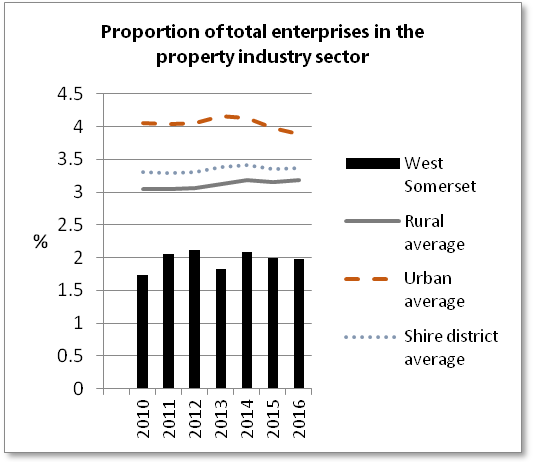 Proportion of total enterprises in the
property industry sector
4.5
4
3.5
3
2.5
2
1.5
1
0.5
0
%
2010
2011
2012
2013
2014
2015
2016
West
Somerset
Rural
average
Urban
average
Shire district
average